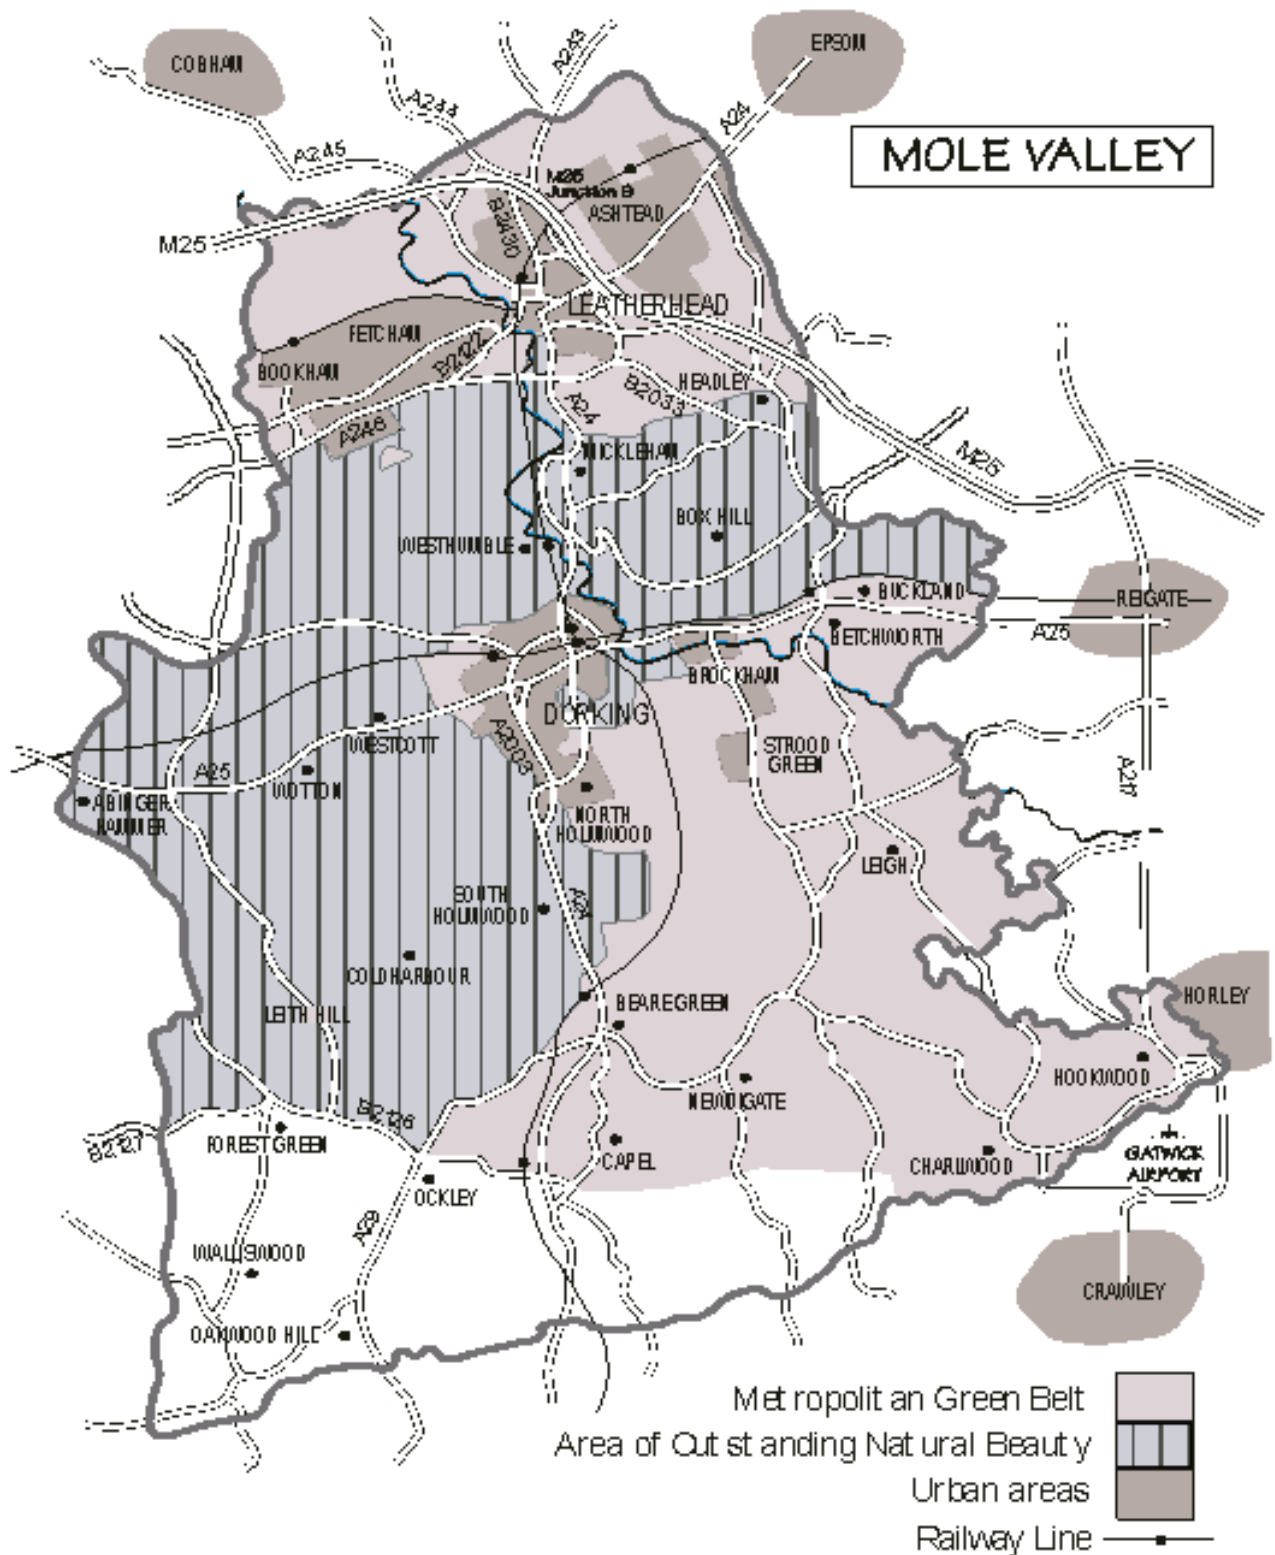 COBHAM
EPSOM
A243
A244
A24
MOLE VALLEY
A245
M25
Junction 9
ASHTEAD
B2430
M25
LEATHERHEAD
FETCHAM
B2122
BOOKHAM
HEADLEY
B2033
A24
A246
MICKLEHAM
M25
BOX HILL
WESTHUMBLE
BUCKLAND
REIGATE
BETCHWORTH
A25
BROCKHAM
DORKING
WESTCOTT
A2003
STROOD
GREEN
A25
WOTTON
A217
ABINGER
HAMMER
NORTH
HOLMWOOD
LEIGH
SOUTH
HOLMWOOD
A24
COLDHARBOUR
BEARE GREEN
HORLEY
LEITH HILL
HOOKWOOD
NEWDIGATE
B2126
B2127
FOREST GREEN
CAPEL
CHARLWOOD
GATWICK
AIRPORT
OCKLEY
A29
WALLISWOOD
CRAWLEY
OAKWOOD HILL
Metropolitan Green Belt
Area of Outstanding Natural Beauty
Urban areas
Railway Line